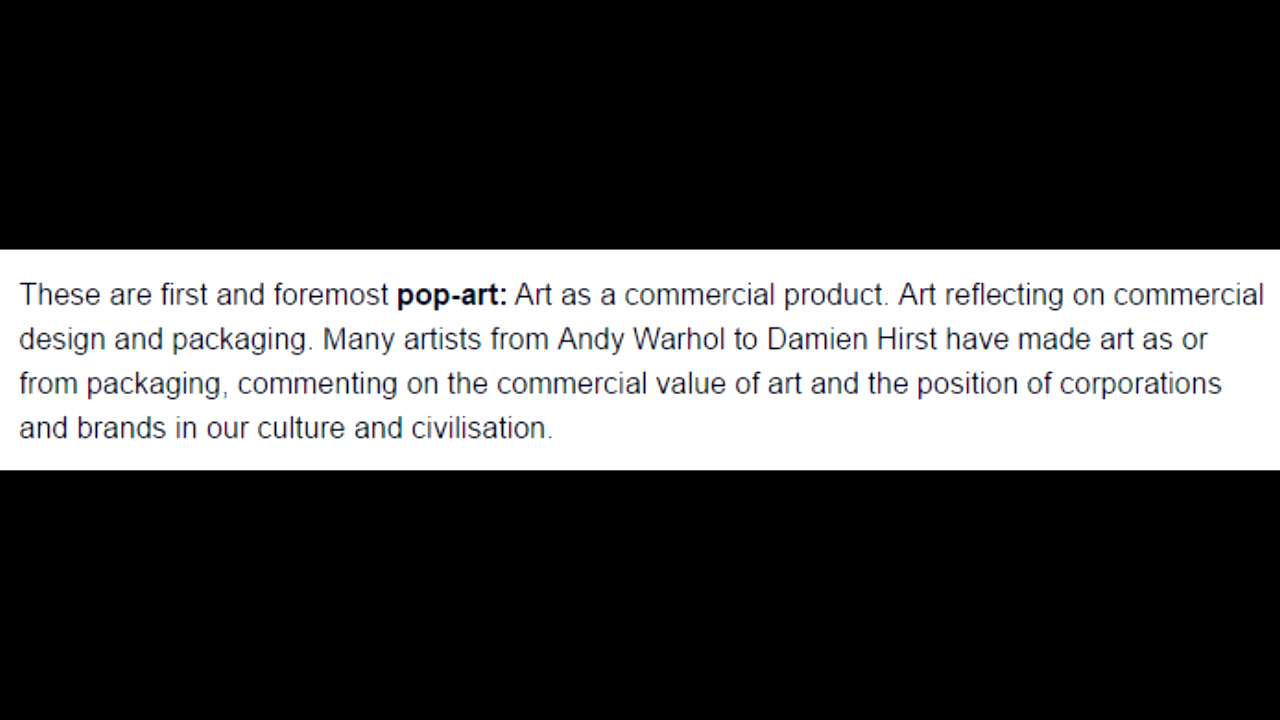 These are first and foremost pop-art: Art as a commercial product. Art reflecting on commercial
design and packaging. Many artists from Andy Warhol to Damien Hirst have made art as or
from packaging, commenting on the commercial value of art and the position of corporations
and brands in our culture and civilisation.